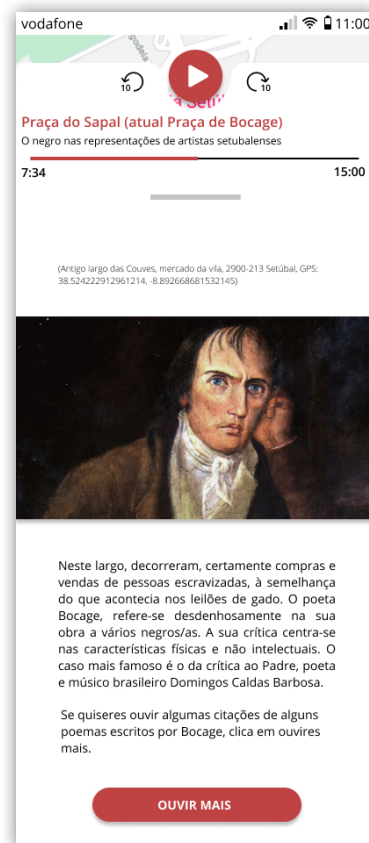 vodafone 11:00
grodeia
10 10
a Setú
Praça do Sapal (atual Praça de Bocage)
O negro nas representações de artistas setubalenses
7:34 15:00
(Antigo largo das Couves, mercado da vila, 2900-213 Setúbal, GPS:
38.524222912961214, -8.892668681532145)
Neste largo, decorreram, certamente compras e
vendas de pessoas escravizadas, à semelhança
do que acontecia nos leilões de gado. O poeta
Bocage, refere-se desdenhosamente na sua
obra a vários negros/as. A sua crítica centra-se
nas características físicas e não intelectuais. O
caso mais famoso é o da crítica ao Padre, poeta
e músico brasileiro Domingos Caldas Barbosa.
Se quiseres ouvir algumas citações de alguns
poemas escritos por Bocage, clica em ouvires
mais.
OUVIR MAIS